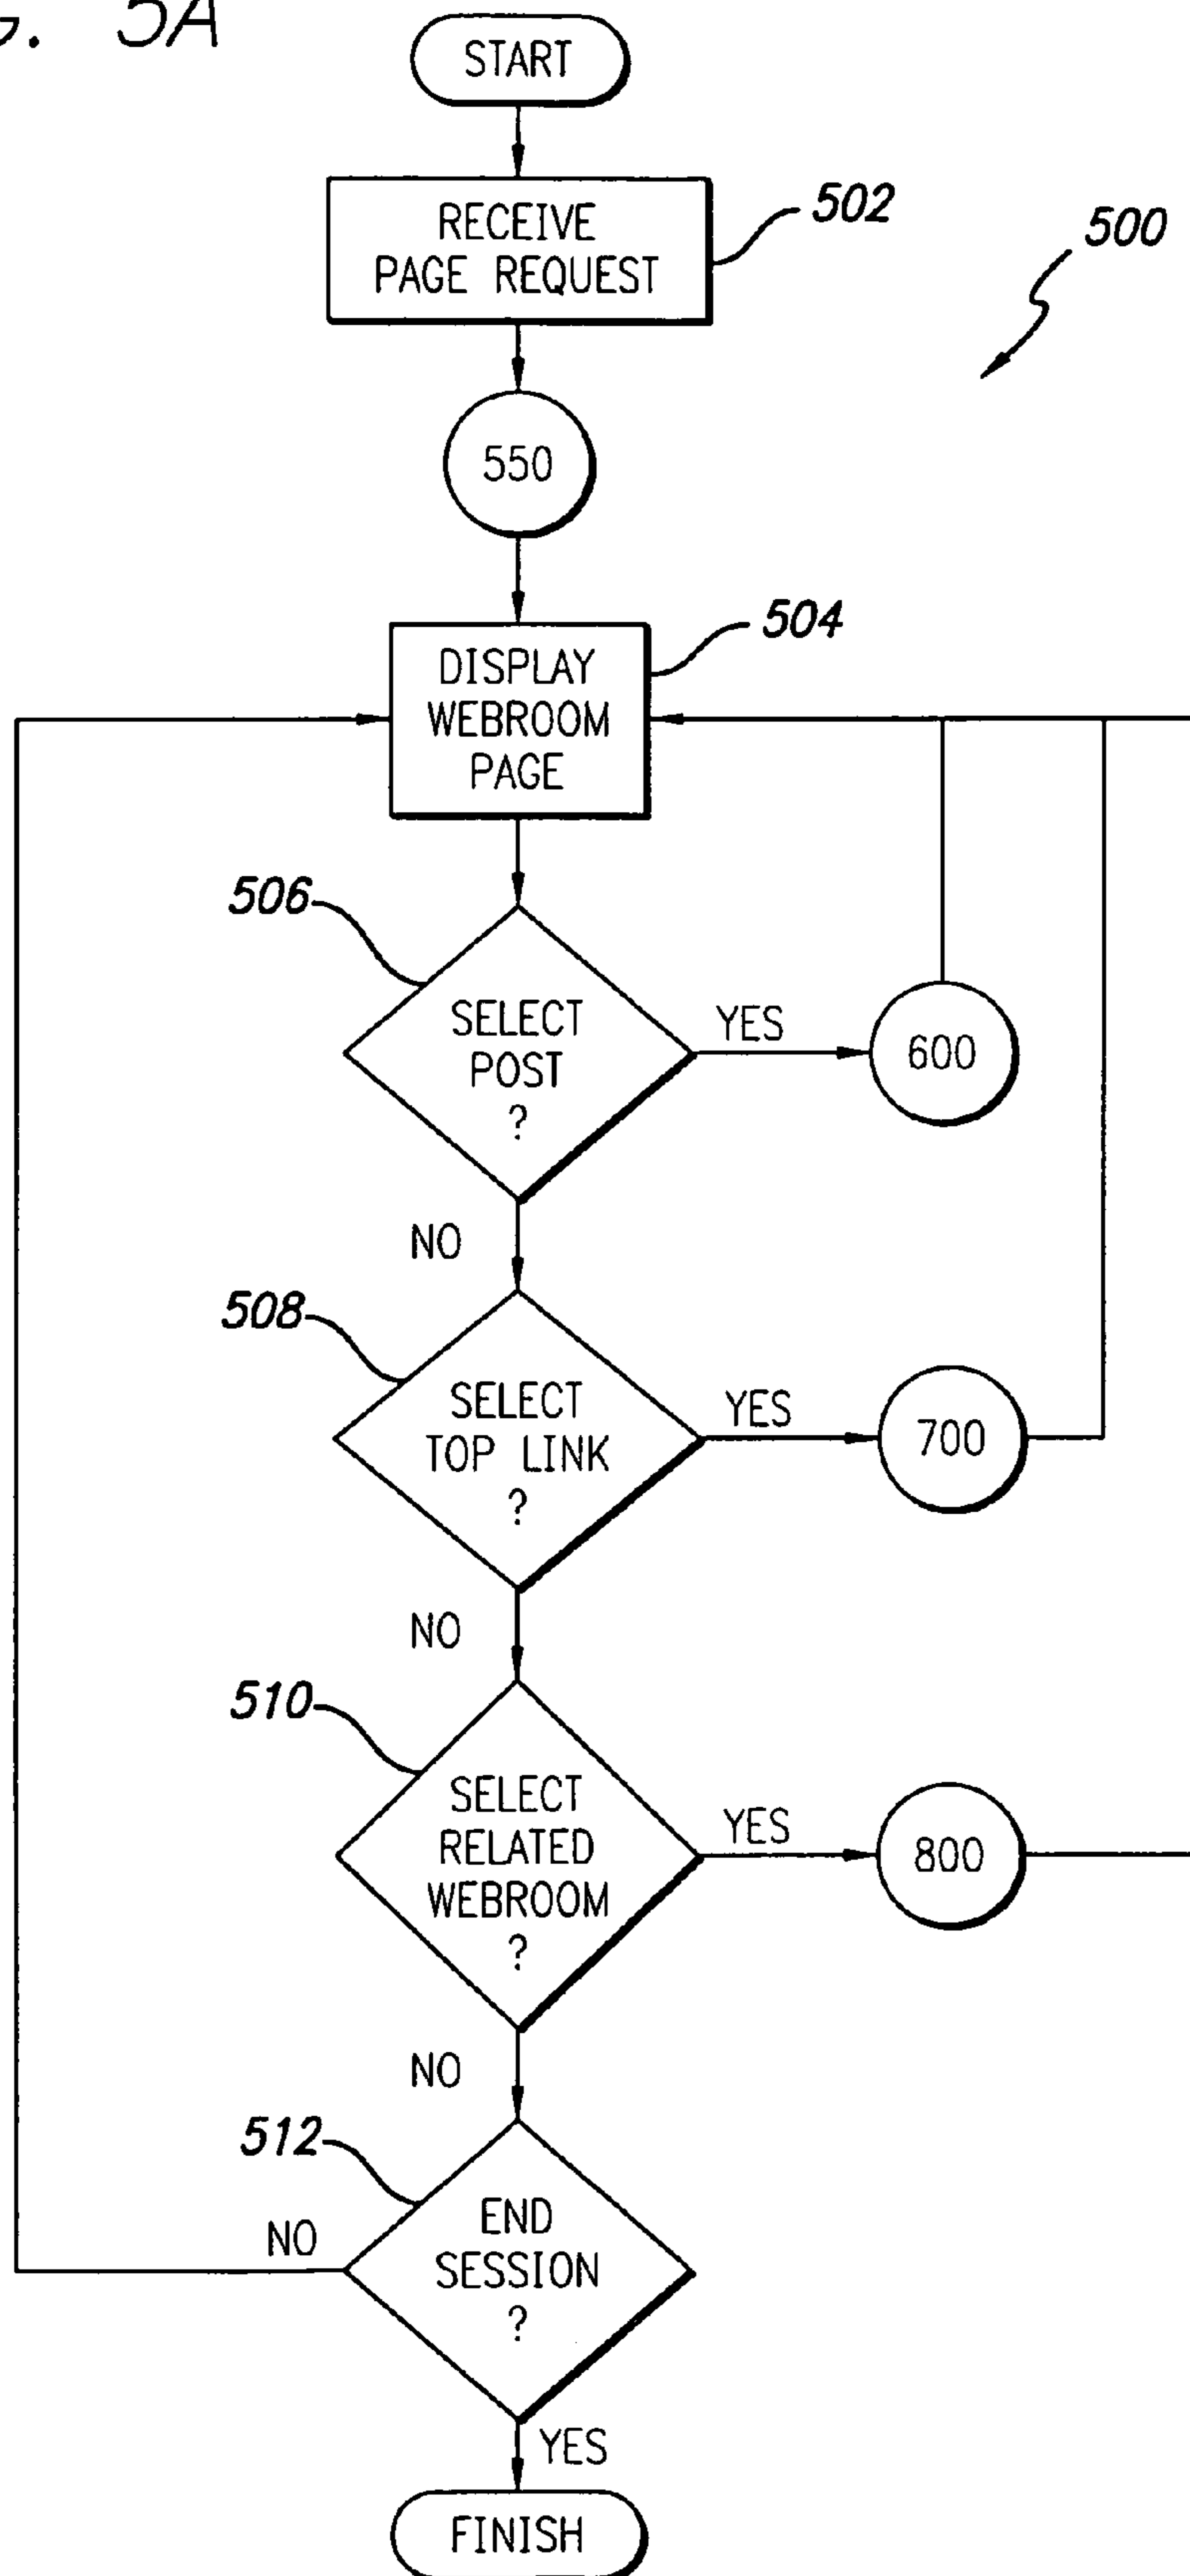 G. 5A
START
RECEIVE
PAGE REQUEST
502
500
550
504
DISPLAY
WEBROOM
PAGE
506
SELECT
POST
?
YES
600
NO
508
SELECT
TOP LINK
?
YES
700
NO
510
SELECT
RELATED
WEBROOM
?
YES
800
NO
512
END
SESSION
?
NO
YES
FINISH